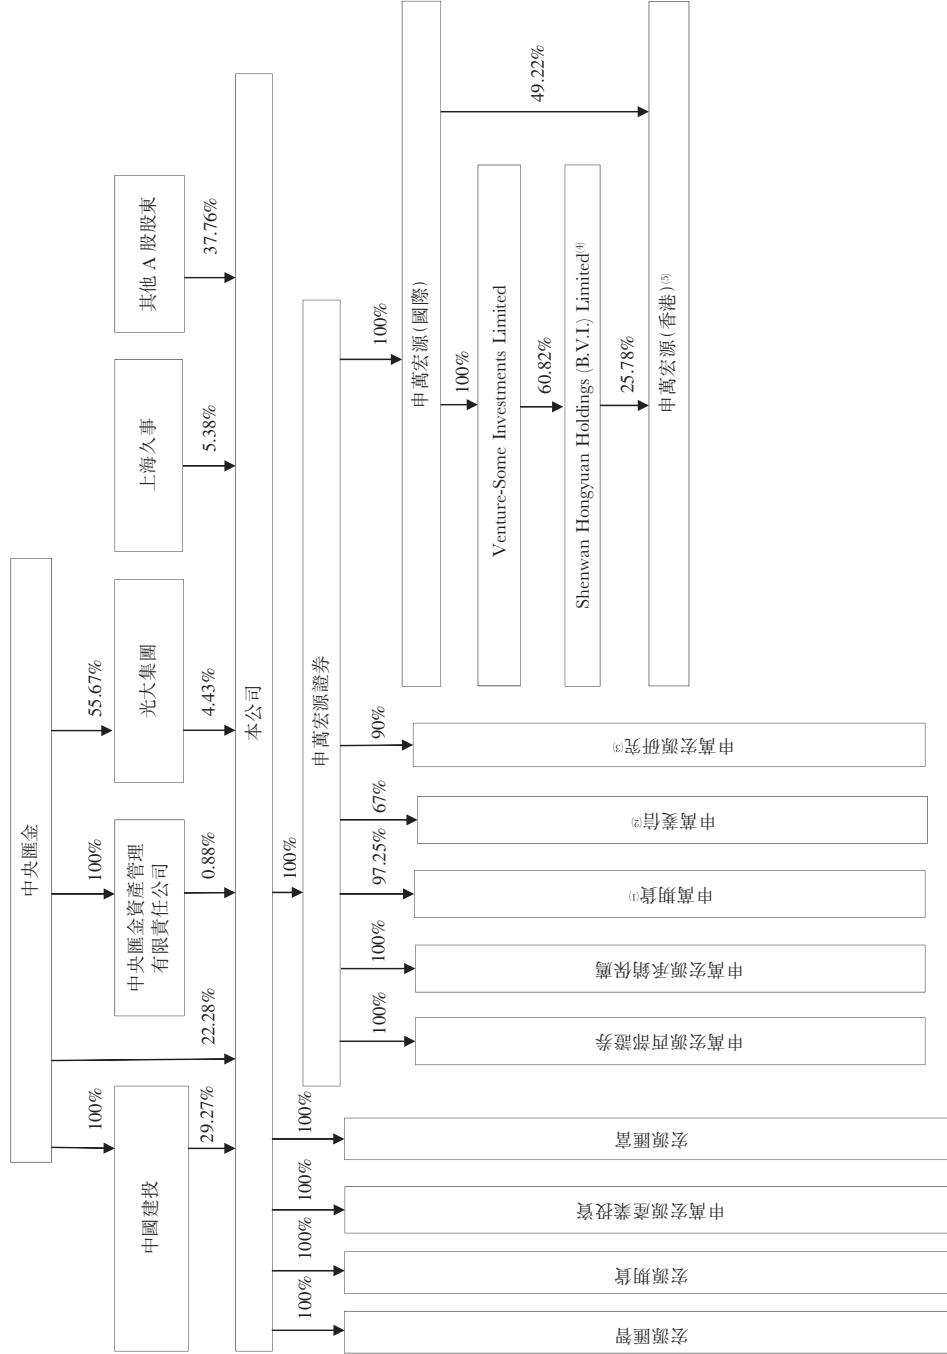 中央匯金
100%
22.28%
100%
55.67%
中國建投
中央匯金資產管理
有限責任公司
光大集團
上海久事
其他 A 股股東
29.27%
0.88%
4.43%
5.38%
37.76%
本公司
100%
100%
100%
100%
100%
宏源匯智
宏源期貨
申萬宏源產業投資
宏源匯富
申萬宏源證券
100%
100%
97.25%
67%
90%
100%
申萬宏源西部證券
申萬宏源承銷保薦
申萬期貨(1)
申萬菱信(2)
申萬宏源研究(3)
申萬宏源(國際)
100%
49.22%
Venture-Some Investments Limited
60.82%
Shenwan Hongyuan Holdings (B.V.I.) Limited(4)
25.78%
申萬宏源(香港)(5)